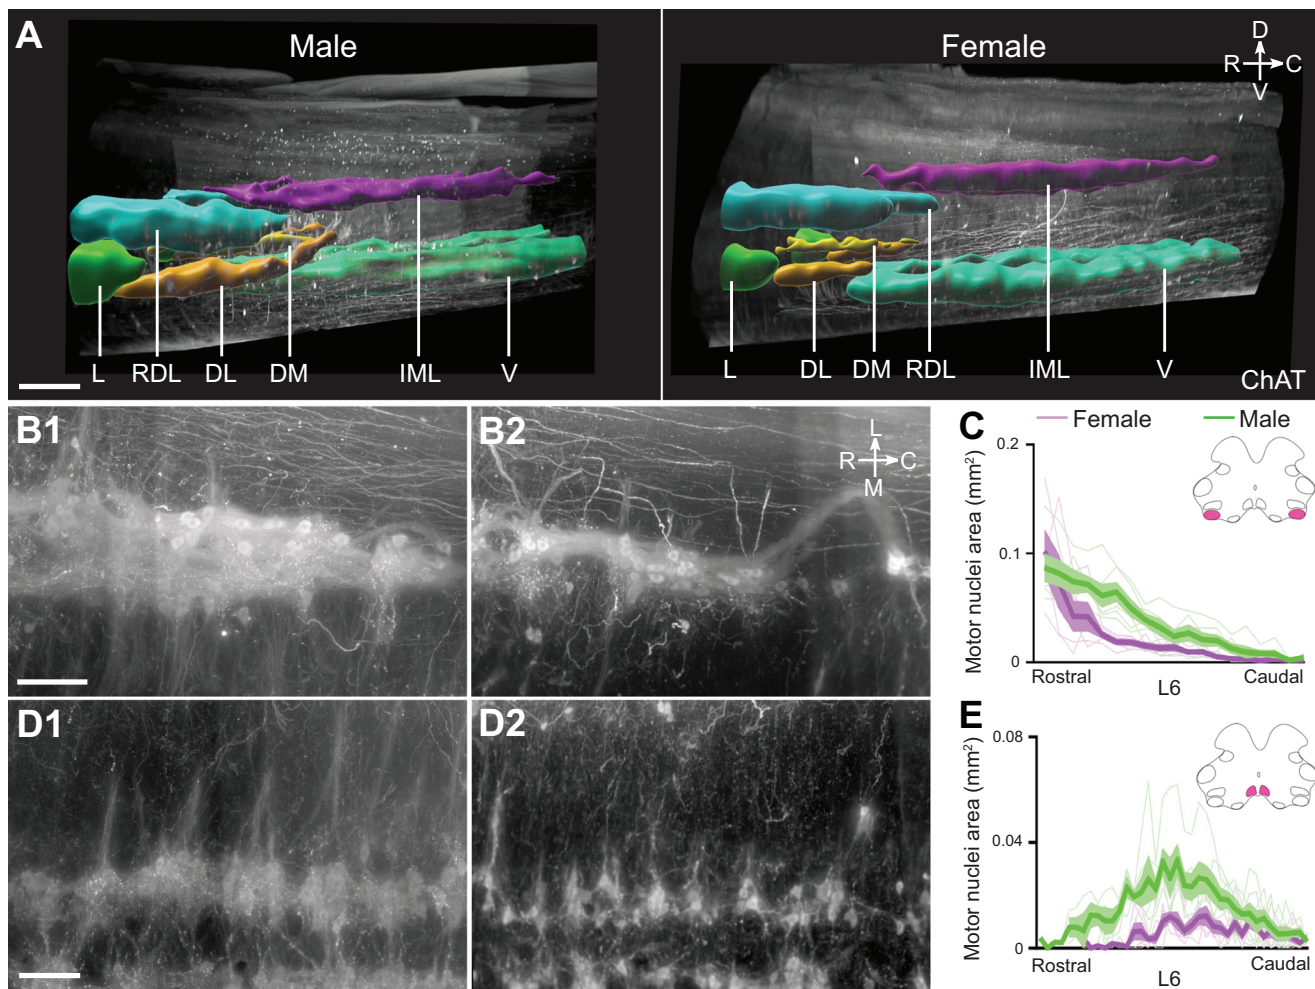 A
Male
Female
D
R C
V
L RDL DL DM IML V
L DL DM RDL IML V
ChAT
B1
B2
L
R C
M
C
Female Male
Motor nuclei area (mm²)
0.2
0.1
0
Rostral Caudal
L6
D1
D2
E
Motor nuclei area (mm²)
0.08
0.04
0
Rostral Caudal
L6